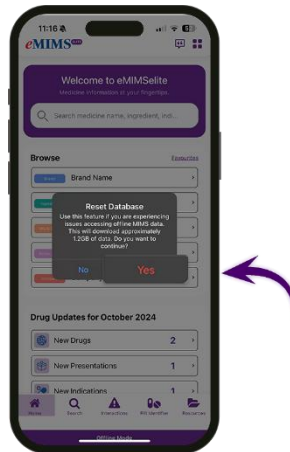 11:16
eMIMS
Welcome to eMIMSelite
Medicine information at your fingertips.
Search medicine name, ingredient, ind...
Browse
Favourites
Brand Name
Reset Database
Use this feature if you are experiencing
issues accessing offline MIMS data.
This will download approximately
1.2GB of data. Do you want to
continue?
No
Yes
Drug Updates for October 2024
New Drugs
2
New Presentations
1
New Indications
1
Home
Search
Interactions
Pill Identifier
Resources
Offline Mode